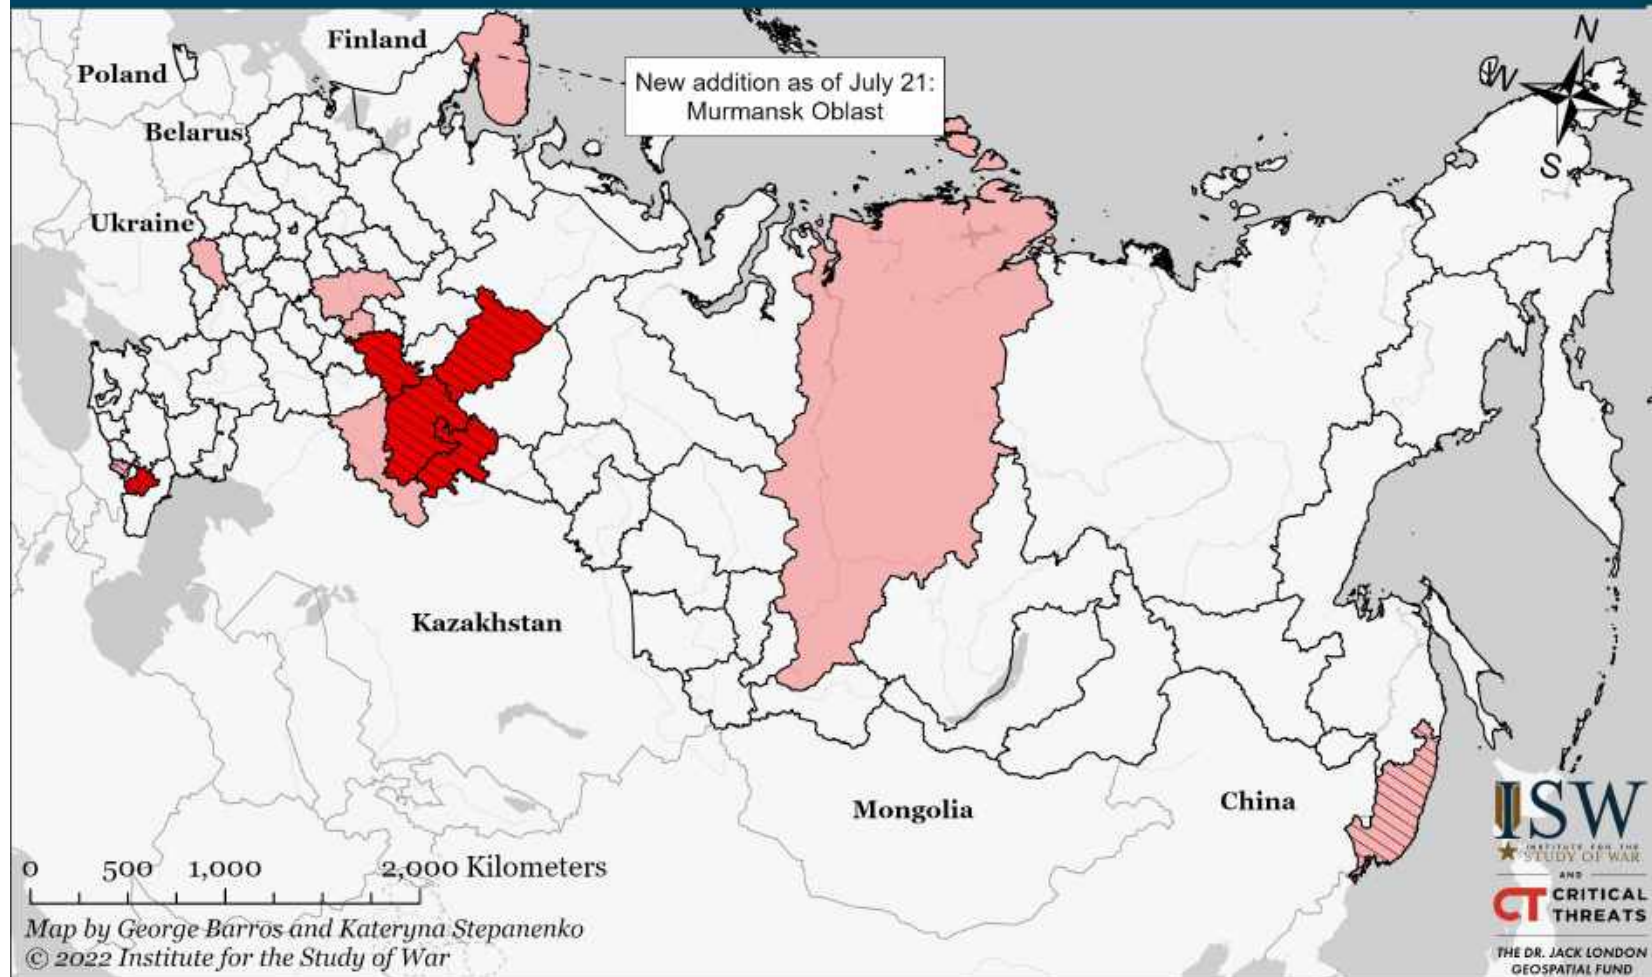 Finland
Poland
New addition as of July 21:
Murmansk Oblast
N
W
E
S
Belarus
Ukraine
Kazakhstan
Mongolia
China
0 500 1,000 2,000 Kilometers
Map by George Barros and Kateryna Stepanenko
© 2022 Institute for the Study of War
ISW
INSTITUTE FOR THE
STUDY OF WAR
AND
CT CRITICAL
THREATS
THE DR. JACK LONDON
GEOSPATIAL FUND